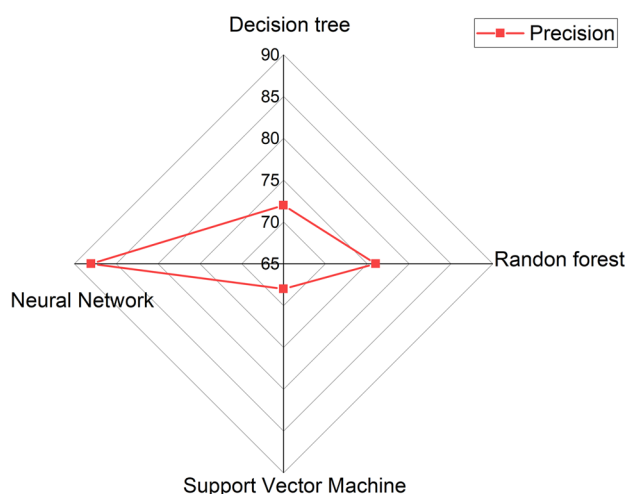 Decision tree
Precision
90
85
80
75
70
65
Randon forest
Neural Network
Support Vector Machine